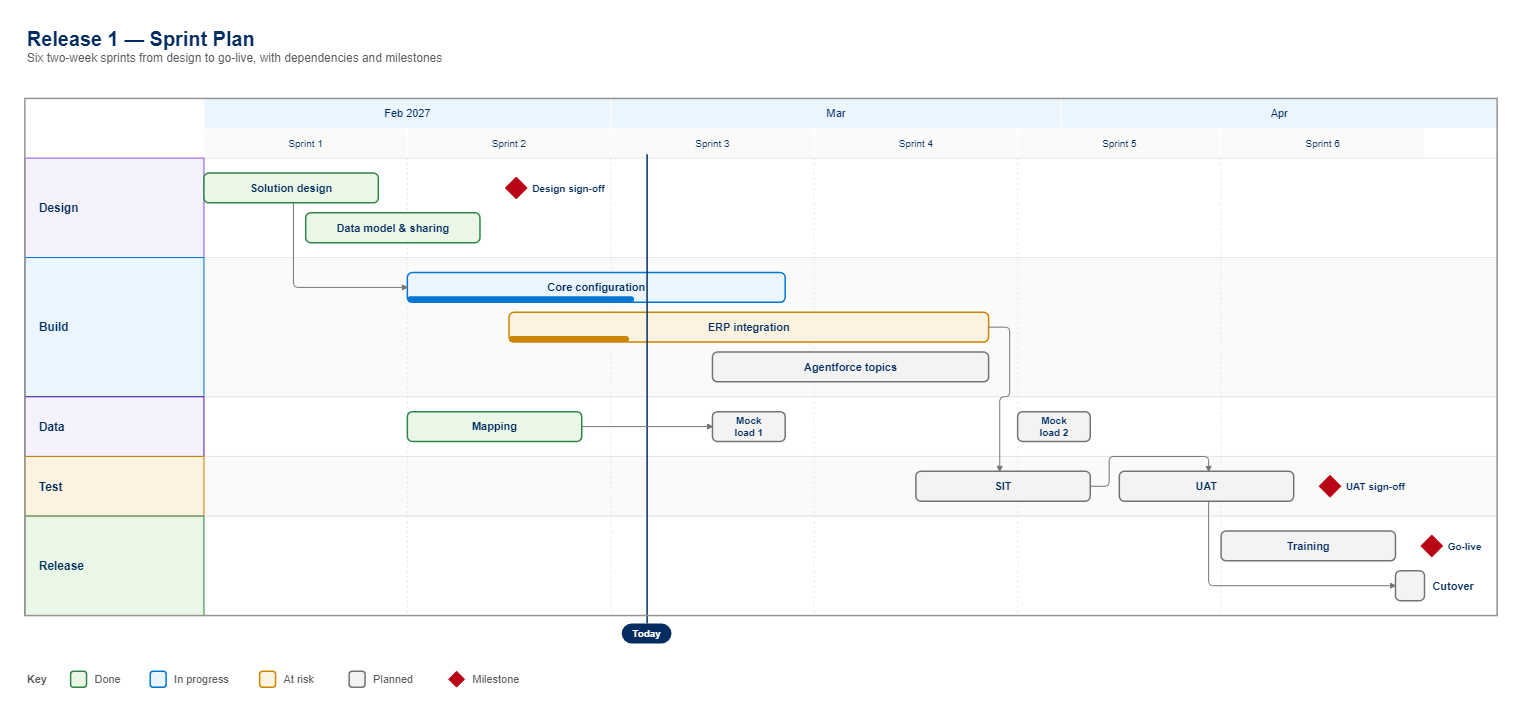 Release 1 — Sprint Plan
Six two-week sprints from design to go-live, with dependencies and milestones
Feb 2027
Mar
Apr
Sprint 1
Sprint 2
Sprint 3
Sprint 4
Sprint 5
Sprint 6
Design
Solution design
Design sign-off
Data model & sharing
Build
Core configuration
ERP integration
Agentforce topics
Data
Mapping
Mock
load 1
Mock
load 2
Test
SIT
UAT
UAT sign-off
Release
Training
Go-live
Cutover
Today
Key
Done
In progress
At risk
Planned
Milestone